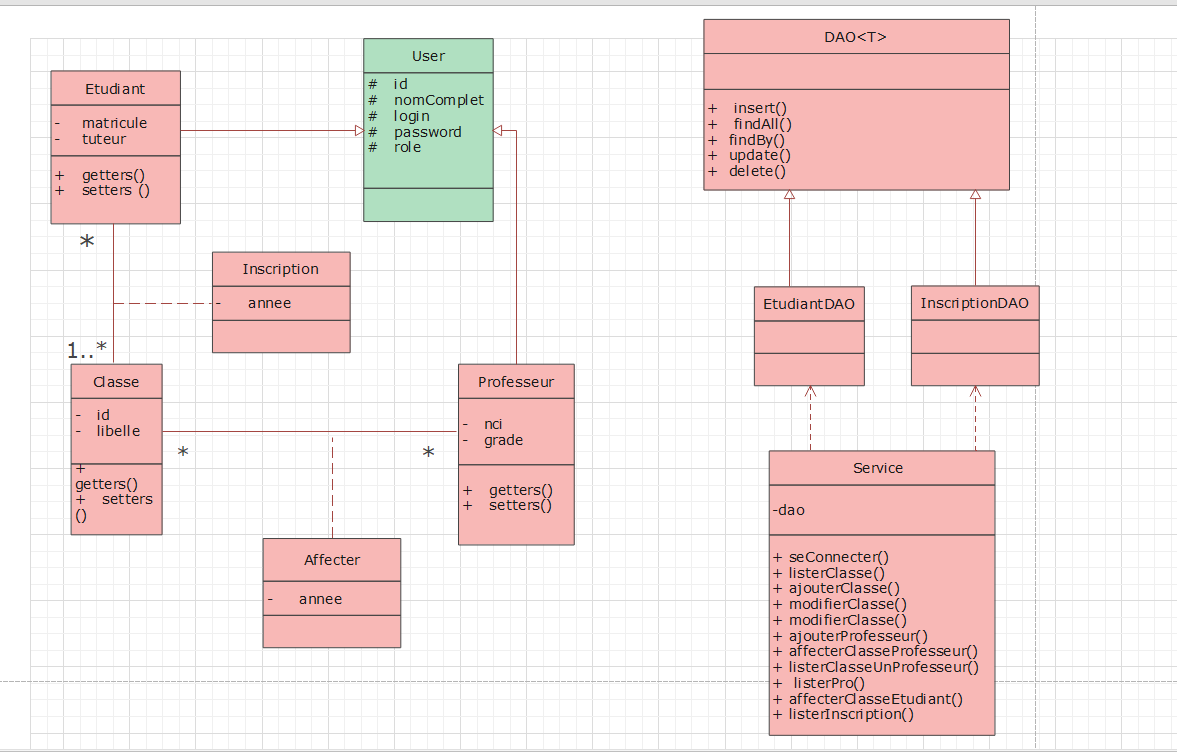 Etudiant
- matricule
- tuteur
+ getters()
+ setters ()
User
# id
# nomComplet
# login
# password
# role
DAO<T>
+ insert()
+ findAll()
+ findBy()
+ update()
+ delete()
*
Inscription
- annee
1..*
Classe
- id
- libelle
+
getters()
+ setters
()
*
*
Professeur
- nci
- grade
+ getters()
+ setters()
Affecter
- annee
EtudiantDAO
InscriptionDAO
Service
-dao
+ seConnecter()
+ listerClasse()
+ ajouterClasse()
+ modifierClasse()
+ modifierClasse()
+ ajouterProfesseur()
+ affecterClasseProfesseur()
+ listerClasseUnProfesseur()
+ listerPro()
+ affecterClasseEtudiant()
+ listerInscription()